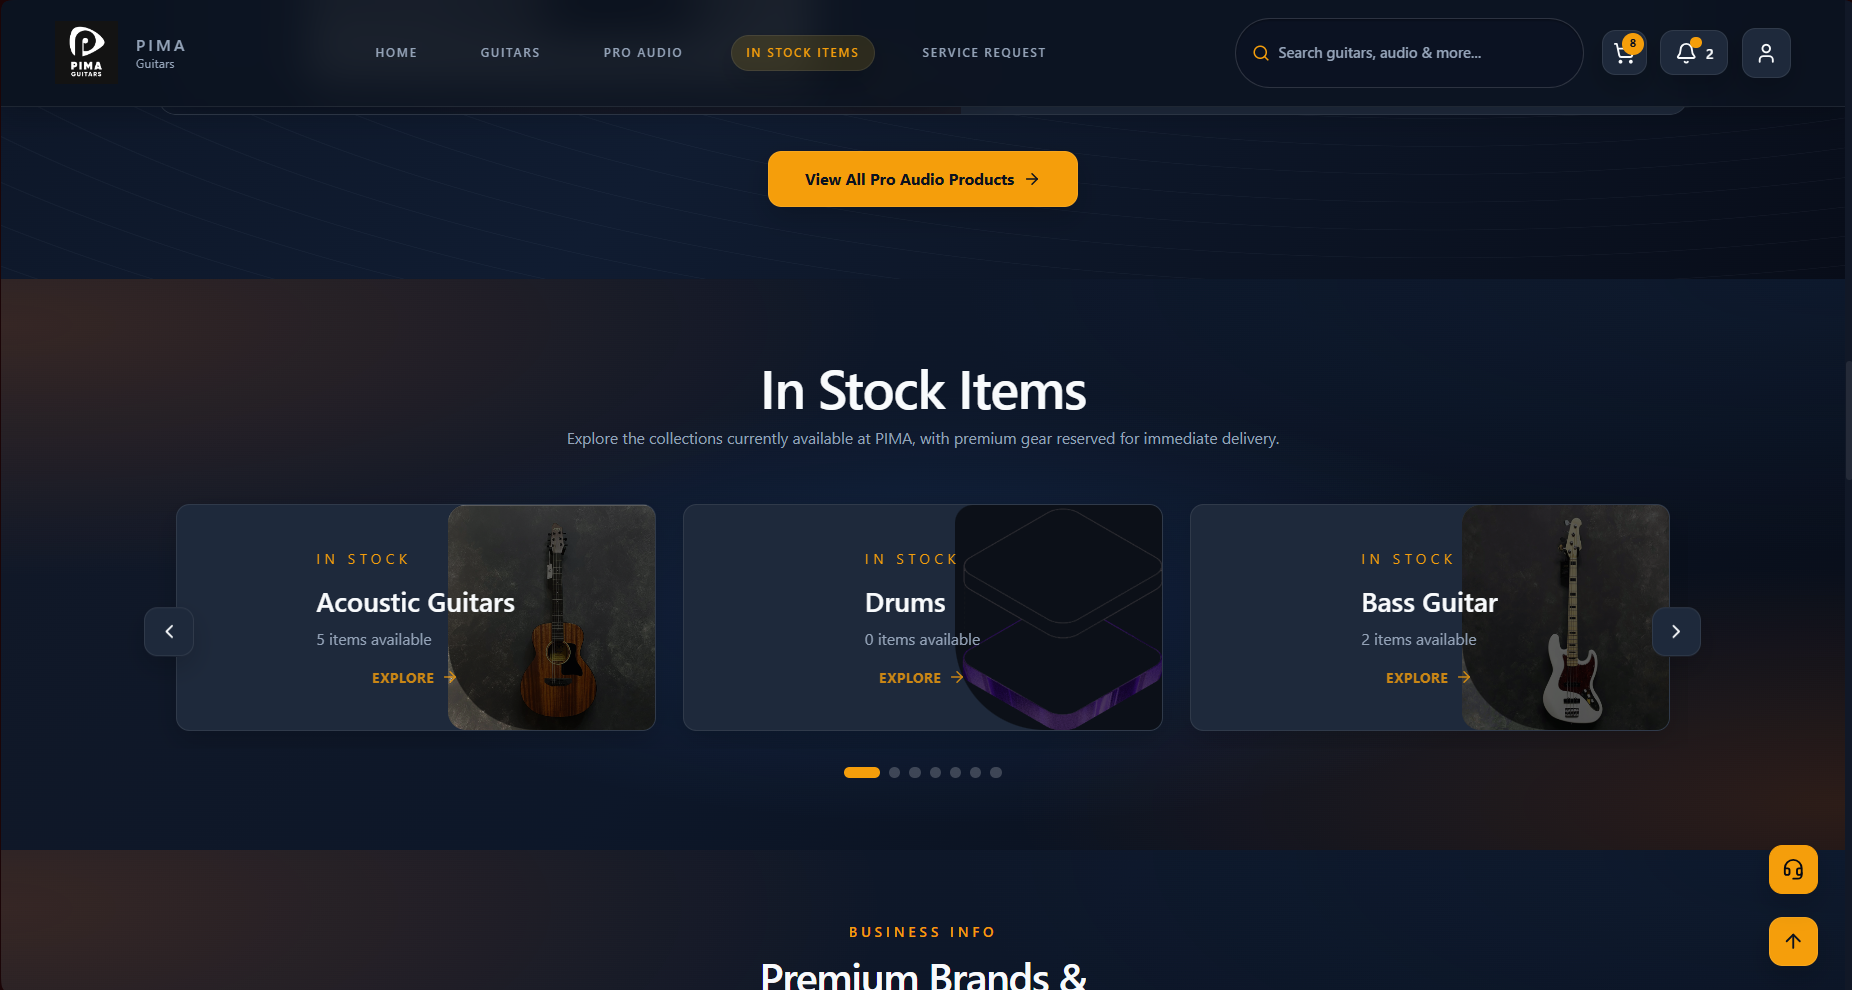 PIMA
GUITARS
PIMA
Guitars
HOME
GUITARS
PRO AUDIO
IN STOCK ITEMS
SERVICE REQUEST
Search guitars, audio & more...
8
2
View All Pro Audio Products
In Stock Items
Explore the collections currently available at PIMA, with premium gear reserved for immediate delivery.
IN STOCK
Acoustic Guitars
5 items available
EXPLORE
IN STOCK
Drums
0 items available
EXPLORE
IN STOCK
Bass Guitar
2 items available
EXPLORE
BUSINESS INFO
Premium Brands &